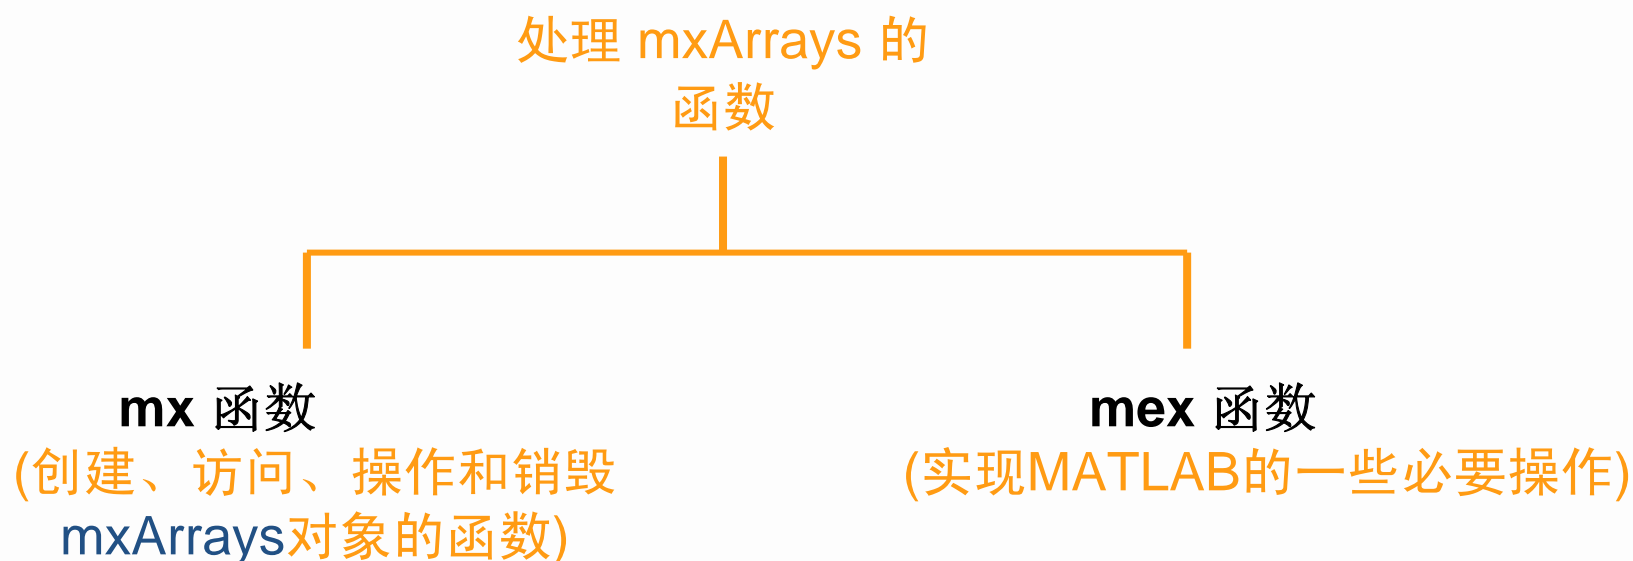 处理 mxArrays 的
函数
mx 函数
(创建、访问、操作和销毁
mxArrays对象的函数)
mex 函数
(实现MATLAB的一些必要操作)